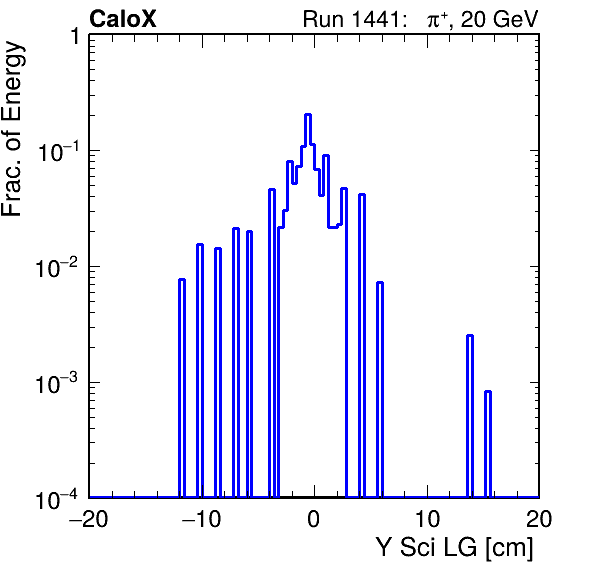 CaloX Run 1441: π⁺, 20 GeV
Frac. of Energy
1
10⁻¹
10⁻²
10⁻³
10⁻⁴
−20 −10 0 10 20
Y Sci LG [cm]